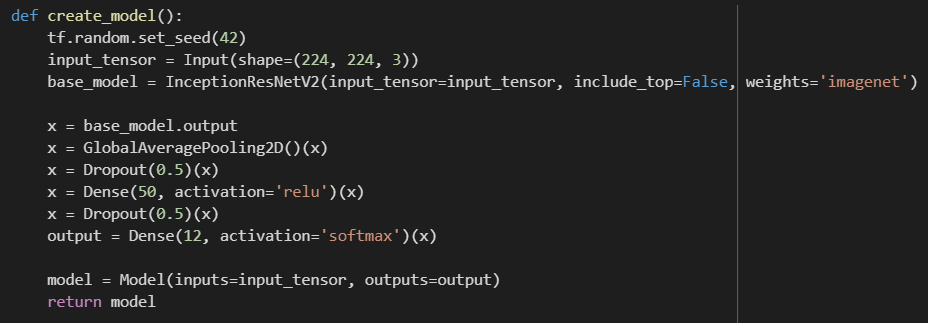 def create_model():
    tf.random.set_seed(42)
    input_tensor = Input(shape=(224, 224, 3))
    base_model = InceptionResNetV2(input_tensor=input_tensor, include_top=False, weights='imagenet')

    x = base_model.output
    x = GlobalAveragePooling2D()(x)
    x = Dropout(0.5)(x)
    x = Dense(50, activation='relu')(x)
    x = Dropout(0.5)(x)
    output = Dense(12, activation='softmax')(x)

    model = Model(inputs=input_tensor, outputs=output)
    return model